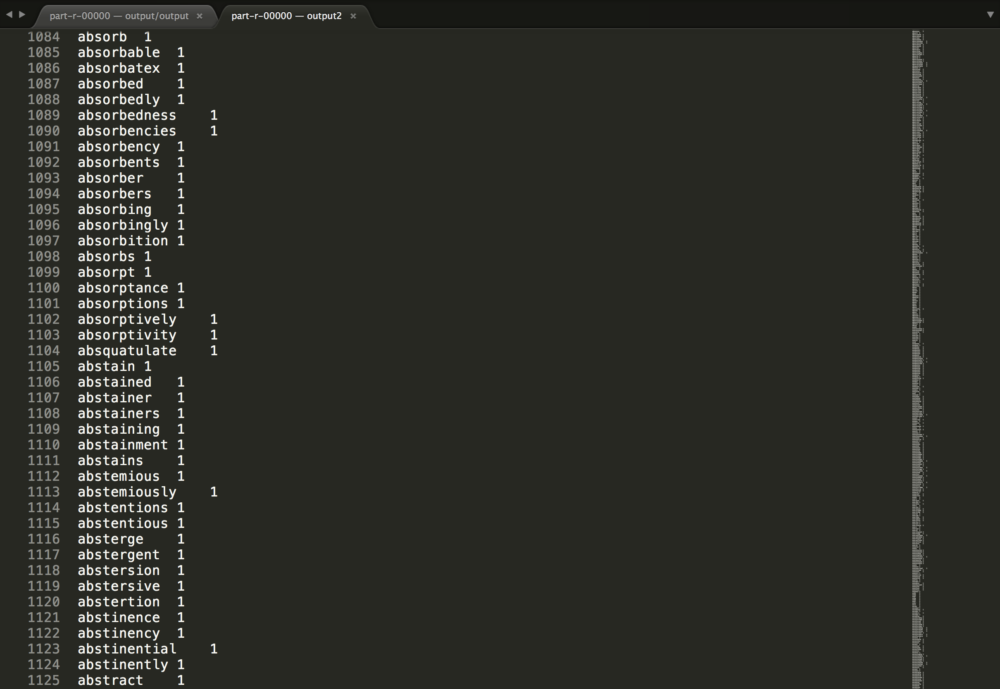 part-r-00000 — output/output
part-r-00000 — output2
1084 absorb 1
1085 absorbable 1
1086 absorbatex 1
1087 absorbed 1
1088 absorbedly 1
1089 absorbedness 1
1090 absorbencies 1
1091 absorbency 1
1092 absorbents 1
1093 absorber 1
1094 absorbers 1
1095 absorbing 1
1096 absorbingly 1
1097 absorbition 1
1098 absorbs 1
1099 absorpt 1
1100 absorptance 1
1101 absorptions 1
1102 absorptively 1
1103 absorptivity 1
1104 absquatulate 1
1105 abstain 1
1106 abstained 1
1107 abstainer 1
1108 abstainers 1
1109 abstaining 1
1110 abstainment 1
1111 abstains 1
1112 abstemious 1
1113 abstemiously 1
1114 abstentions 1
1115 abstentious 1
1116 absterge 1
1117 abstergent 1
1118 abstersion 1
1119 abstersive 1
1120 abstertion 1
1121 abstinence 1
1122 abstinency 1
1123 abstinential 1
1124 abstinently 1
1125 abstract 1